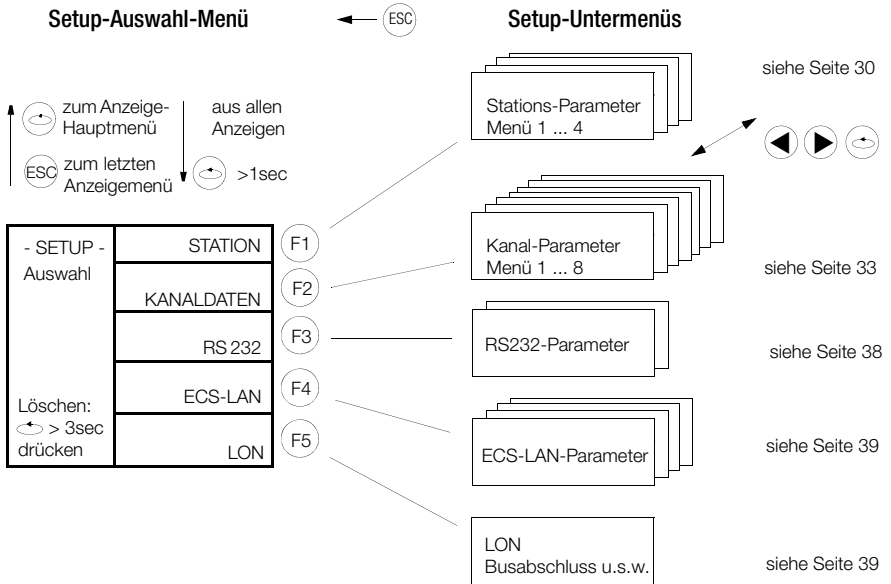 Setup-Auswahl-Menü
ESC
Setup-Untermenüs
zum Anzeige-
Hauptmenü
aus allen
Anzeigen
ESC
zum letzten
Anzeigemenü
>1sec
Stations-Parameter
Menü 1 ... 4
siehe Seite 30
- SETUP -
Auswahl
Löschen:
> 3sec
drücken
STATION
F1
KANALDATEN
F2
RS 232
F3
ECS-LAN
F4
LON
F5
Kanal-Parameter
Menü 1 ... 8
siehe Seite 33
RS232-Parameter
siehe Seite 38
ECS-LAN-Parameter
siehe Seite 39
LON
Busabschluss u.s.w.
siehe Seite 39